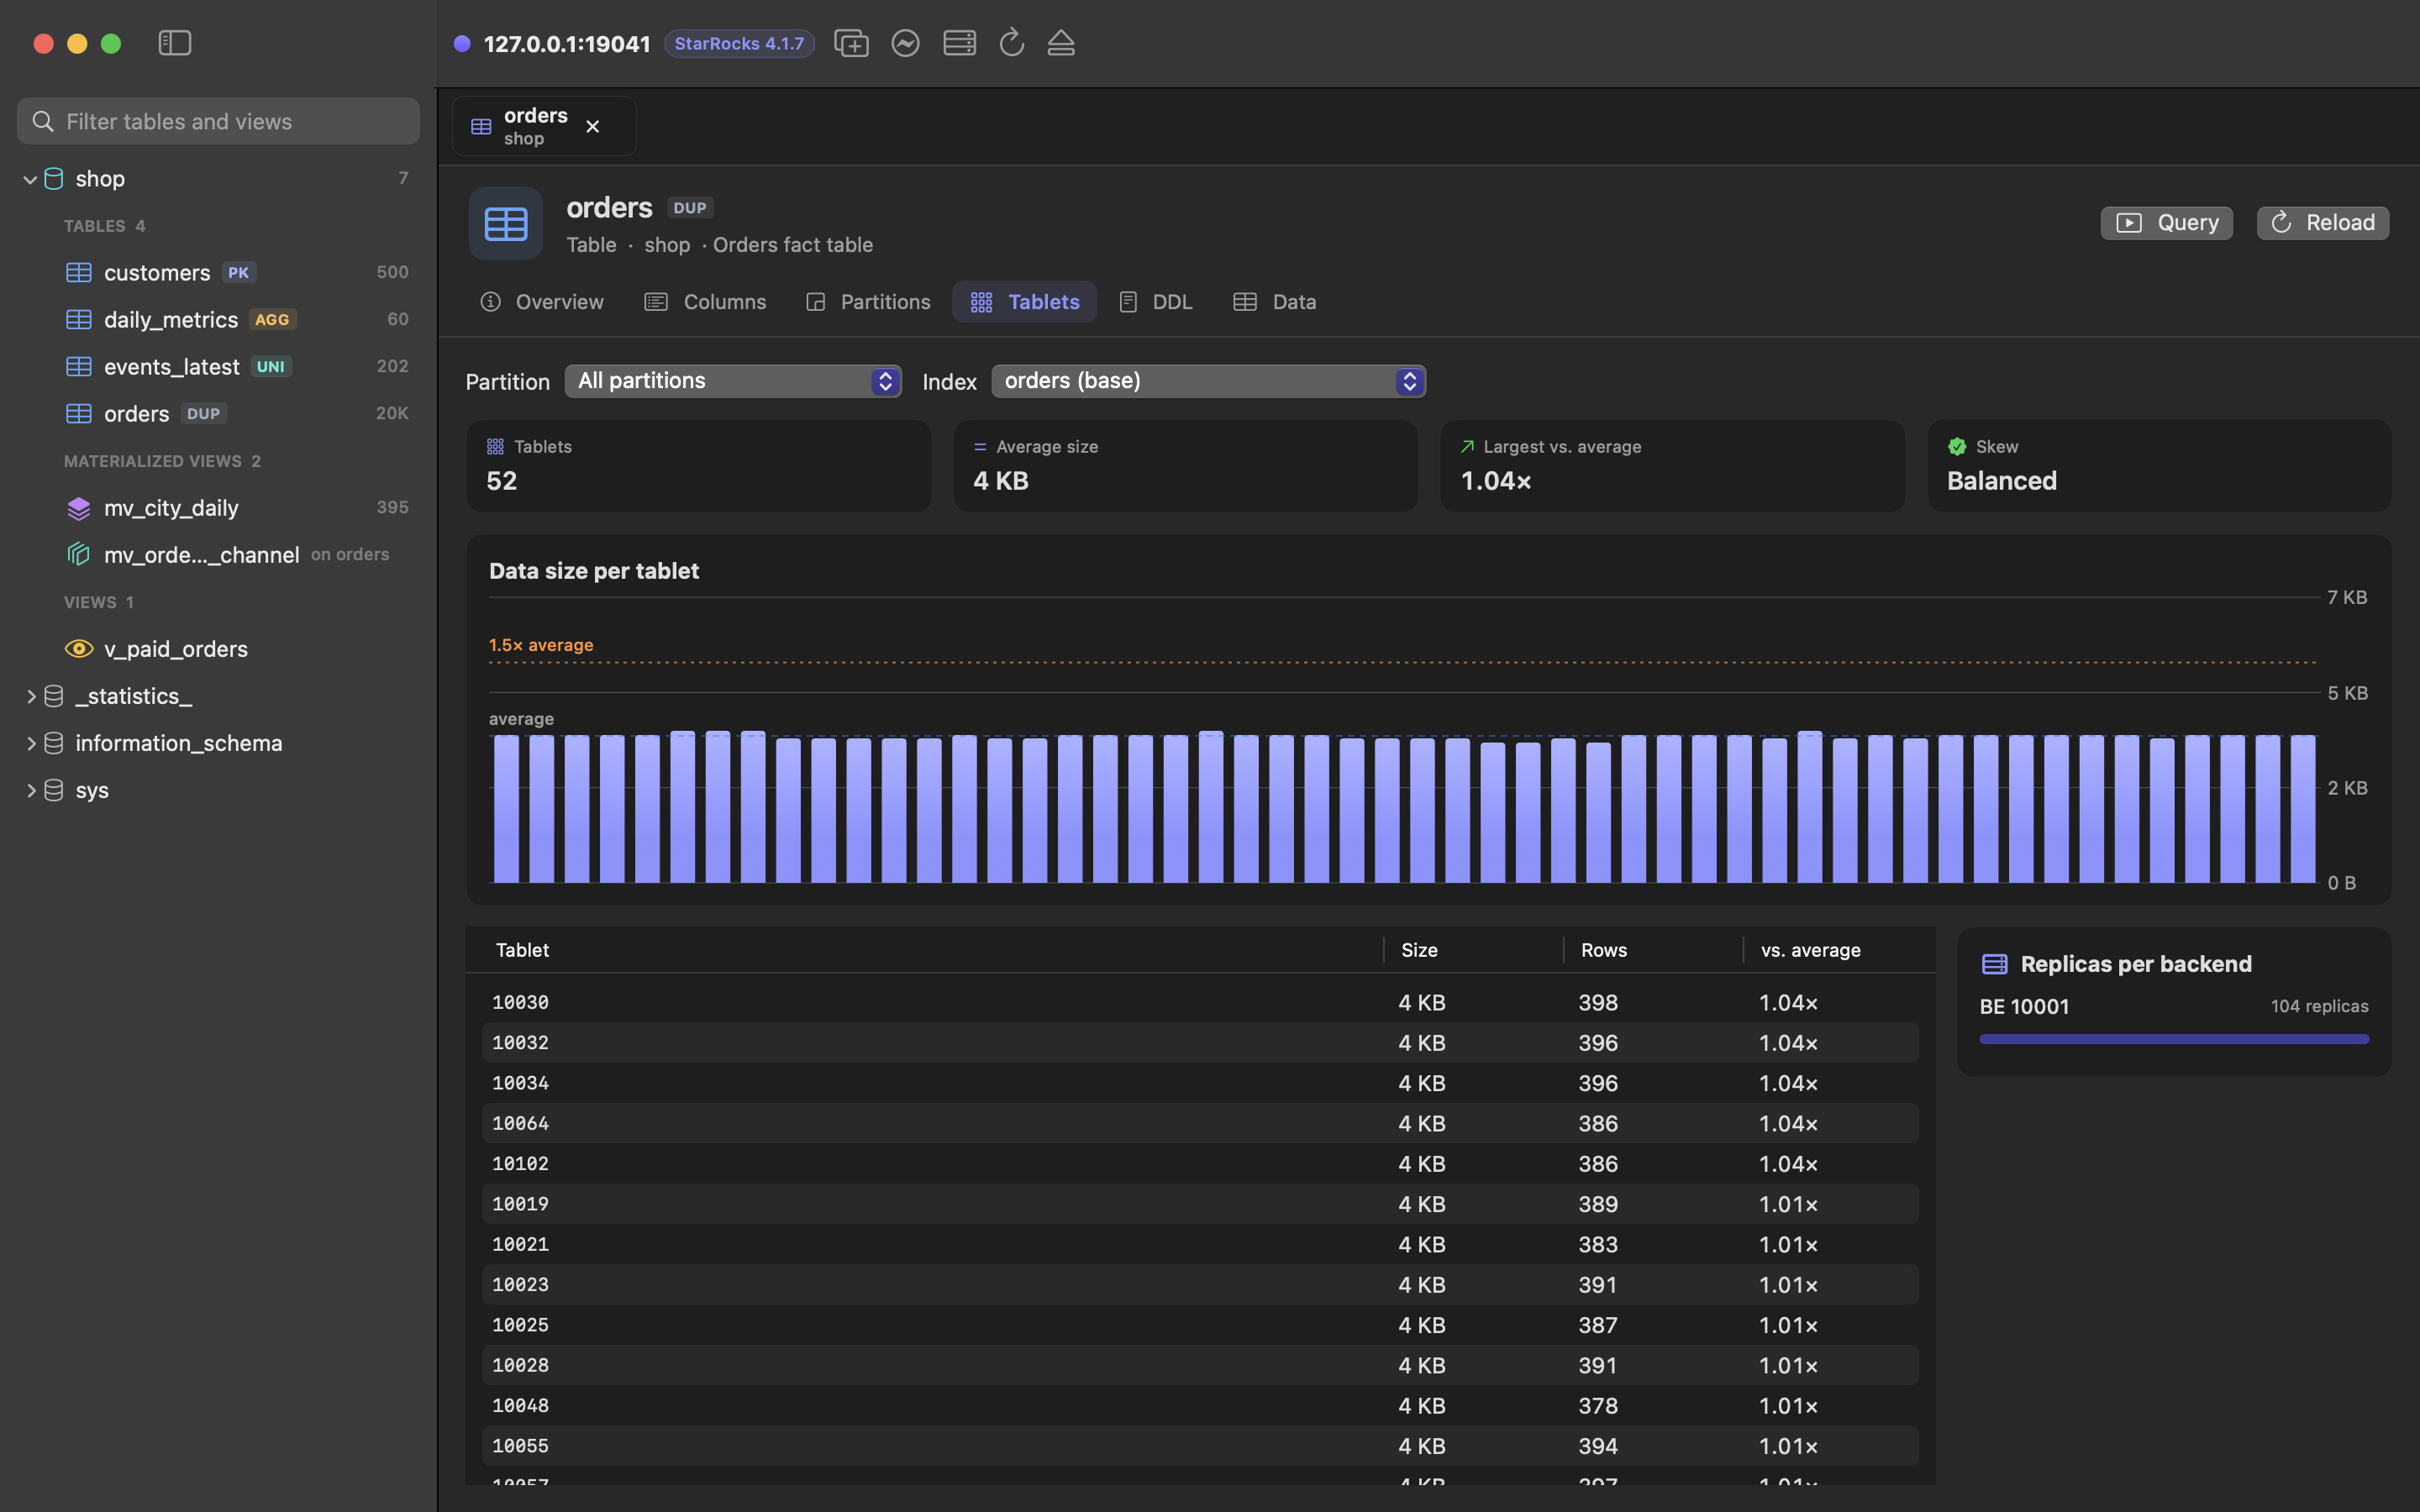 127.0.0.1:19041 StarRocks 4.1.7
Filter tables and views
shop 7
TABLES 4
customers PK 500
daily_metrics AGG 60
events_latest UNI 202
orders DUP 20K
MATERIALIZED VIEWS 2
mv_city_daily 395
mv_orde..._channel on orders
VIEWS 1
v_paid_orders
_statistics_
information_schema
sys
orders
shop
orders DUP
Table · shop · Orders fact table
Query Reload
Overview Columns Partitions Tablets DDL Data
Partition All partitions Index orders (base)
Tablets
52
Average size
4 KB
Largest vs. average
1.04×
Skew
Balanced
Data size per tablet
7 KB
1.5× average
5 KB
average
2 KB
0 B
Tablet Size Rows vs. average
10030 4 KB 398 1.04×
10032 4 KB 396 1.04×
10034 4 KB 396 1.04×
10064 4 KB 386 1.04×
10102 4 KB 386 1.04×
10019 4 KB 389 1.01×
10021 4 KB 383 1.01×
10023 4 KB 391 1.01×
10025 4 KB 387 1.01×
10028 4 KB 391 1.01×
10048 4 KB 378 1.01×
10055 4 KB 394 1.01×
Replicas per backend
BE 10001 104 replicas